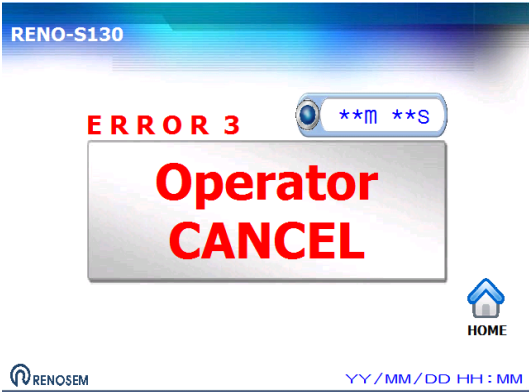 RENO-S130
**m **s
ERROR 3
Operator
CANCEL
HOME
RENOSEM
YY/MM/DD HH:MM